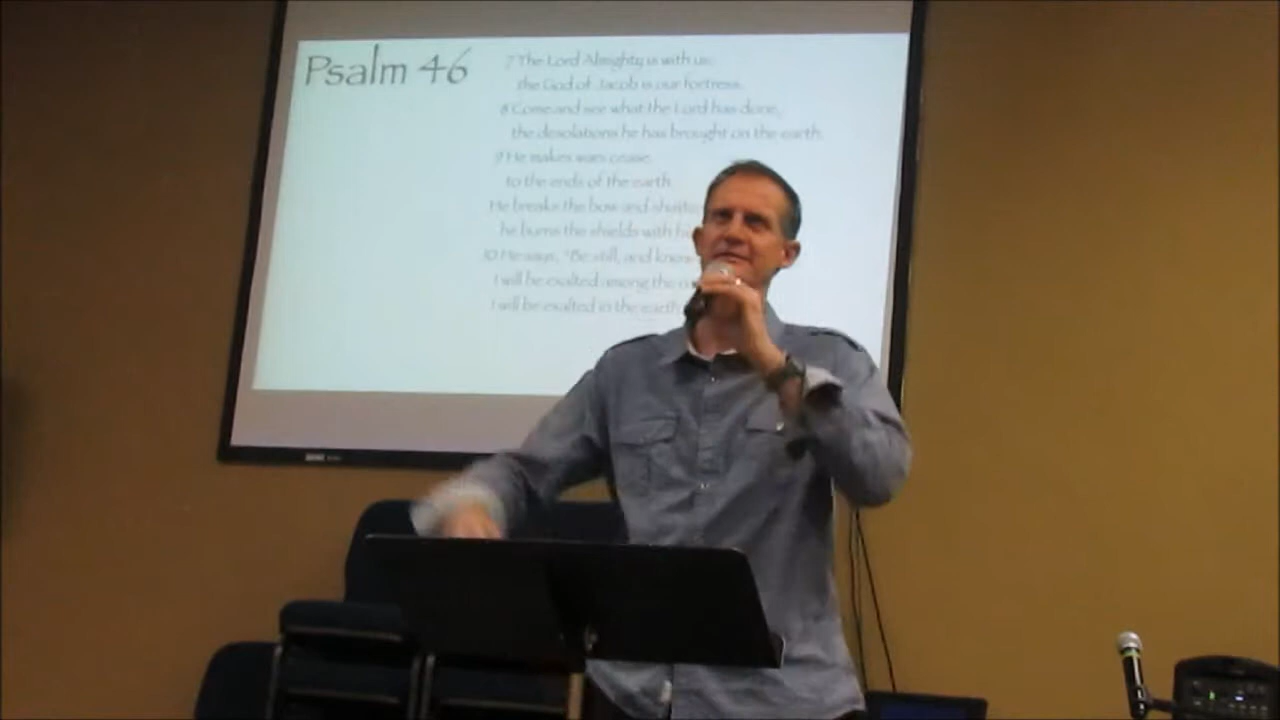 Psalm 46
7 The Lord Almighty is with us;
the God of Jacob is our fortress.
8 Come and see what the Lord has done,
the desolations he has brought on the earth.
9 He makes wars cease
to the ends of the earth.
He breaks the bow and shatte
he burns the shields with
10 He says, "Be still, and know
I will be exalted among the
I will be exalted in the earth